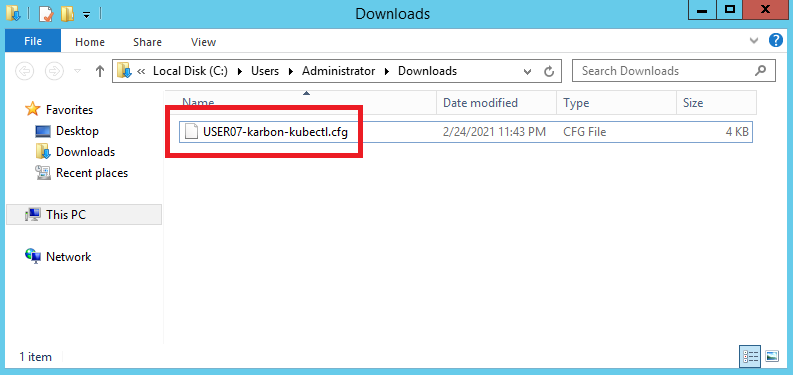 Downloads
File Home Share View
« Local Disk (C:) Users Administrator Downloads Search Downloads
Name Date modified Type Size
USER07-karbon-kubectl.cfg 2/24/2021 11:43 PM CFG File 4 KB
Favorites
Desktop
Downloads
Recent places
This PC
Network
1 item